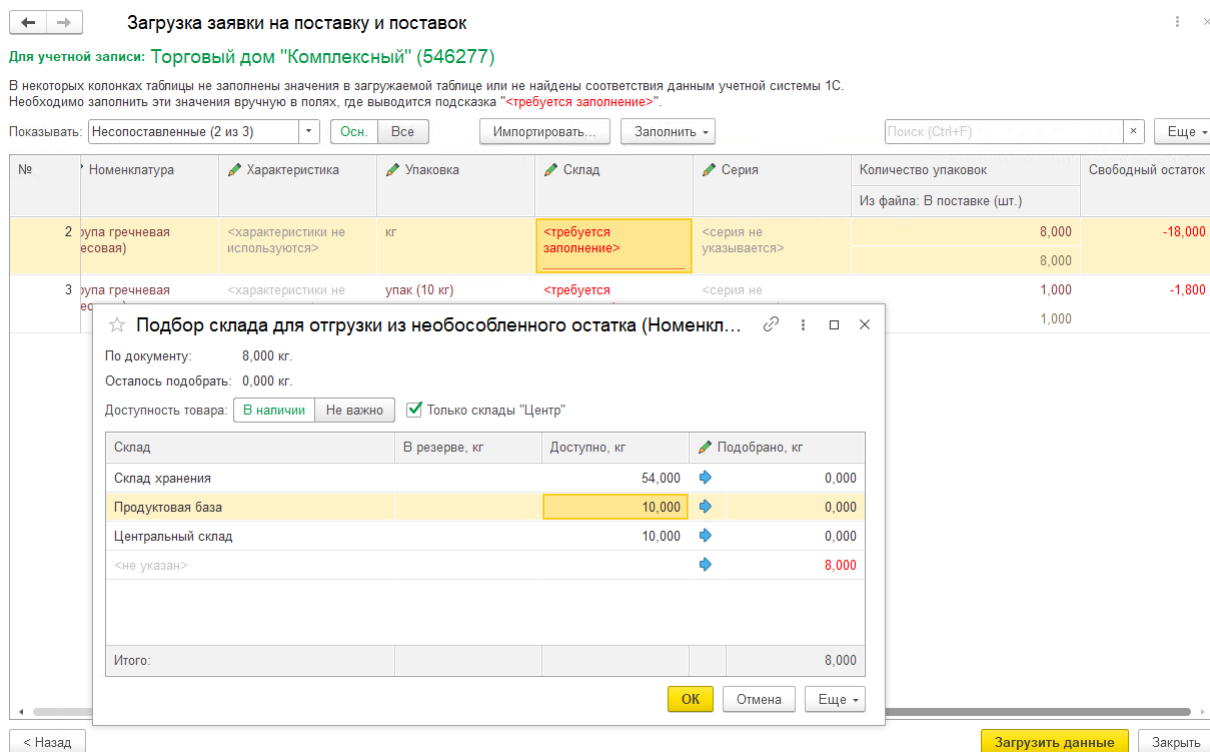 Загрузка заявки на поставку и поставок
Для учетной записи: Торговый дом "Комплексный" (546277)
В некоторых колонках таблицы не заполнены значения в загружаемой таблице или не найдены соответствия данным учетной системы 1С.
Необходимо заполнить эти значения вручную в полях, где выводится подсказка "<требуется заполнение>".
Показывать: Несопоставленные (2 из 3) Осн. Все Импортировать... Заполнить Поиск (Ctrl+F) × Еще
№ Номенклатура Характеристика Упаковка Склад Серия Количество упаковок Свободный остаток
Из файла: В поставке (шт.)
2 рупа гречневая <характеристики не кг <требуется <серия не 8,000 -18,000
есовая) используются> заполнение> указывается> 8,000
3 рупа гречневая <характеристики не упак (10 кг) <требуется <серия не 1,000 -1,800
1,000
Подбор склада для отгрузки из необособленного остатка (Номенкл...
По документу: 8,000 кг.
Осталось подобрать: 0,000 кг.
Доступность товара: В наличии Не важно Только склады "Центр"
Склад В резерве, кг Доступно, кг Подобрано, кг
Склад хранения 54,000 0,000
Продуктовая база 10,000 0,000
Центральный склад 10,000 0,000
<не указан> 8,000
Итого: 8,000
ОК Отмена Еще
< Назад Загрузить данные Закрыть